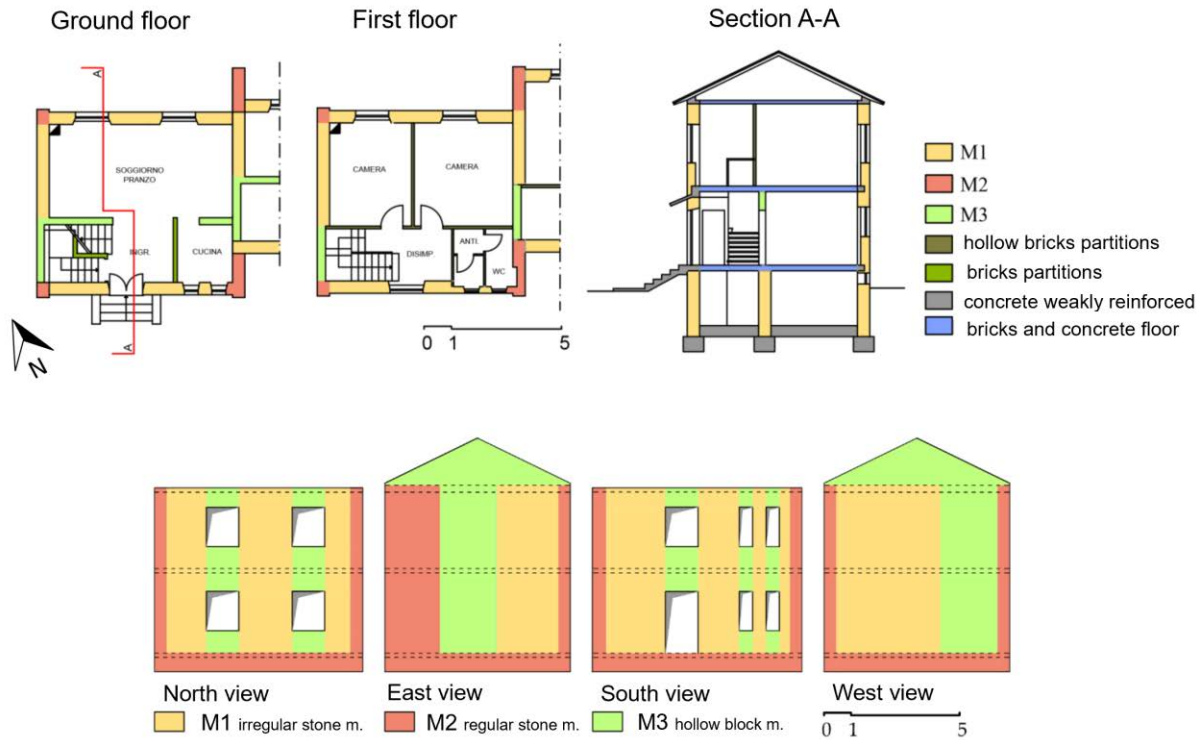 Ground floor
First floor
Section A-A
A
SOGGIORNO
PRANZO
INGR.
CUCINA
A
N
CAMERA
CAMERA
DISIMP.
ANTI.
WC
0 1 5
M1
M2
M3
hollow bricks partitions
bricks partitions
concrete weakly reinforced
bricks and concrete floor
North view
East view
South view
West view
M1 irregular stone m.
M2 regular stone m.
M3 hollow block m.
0 1 5